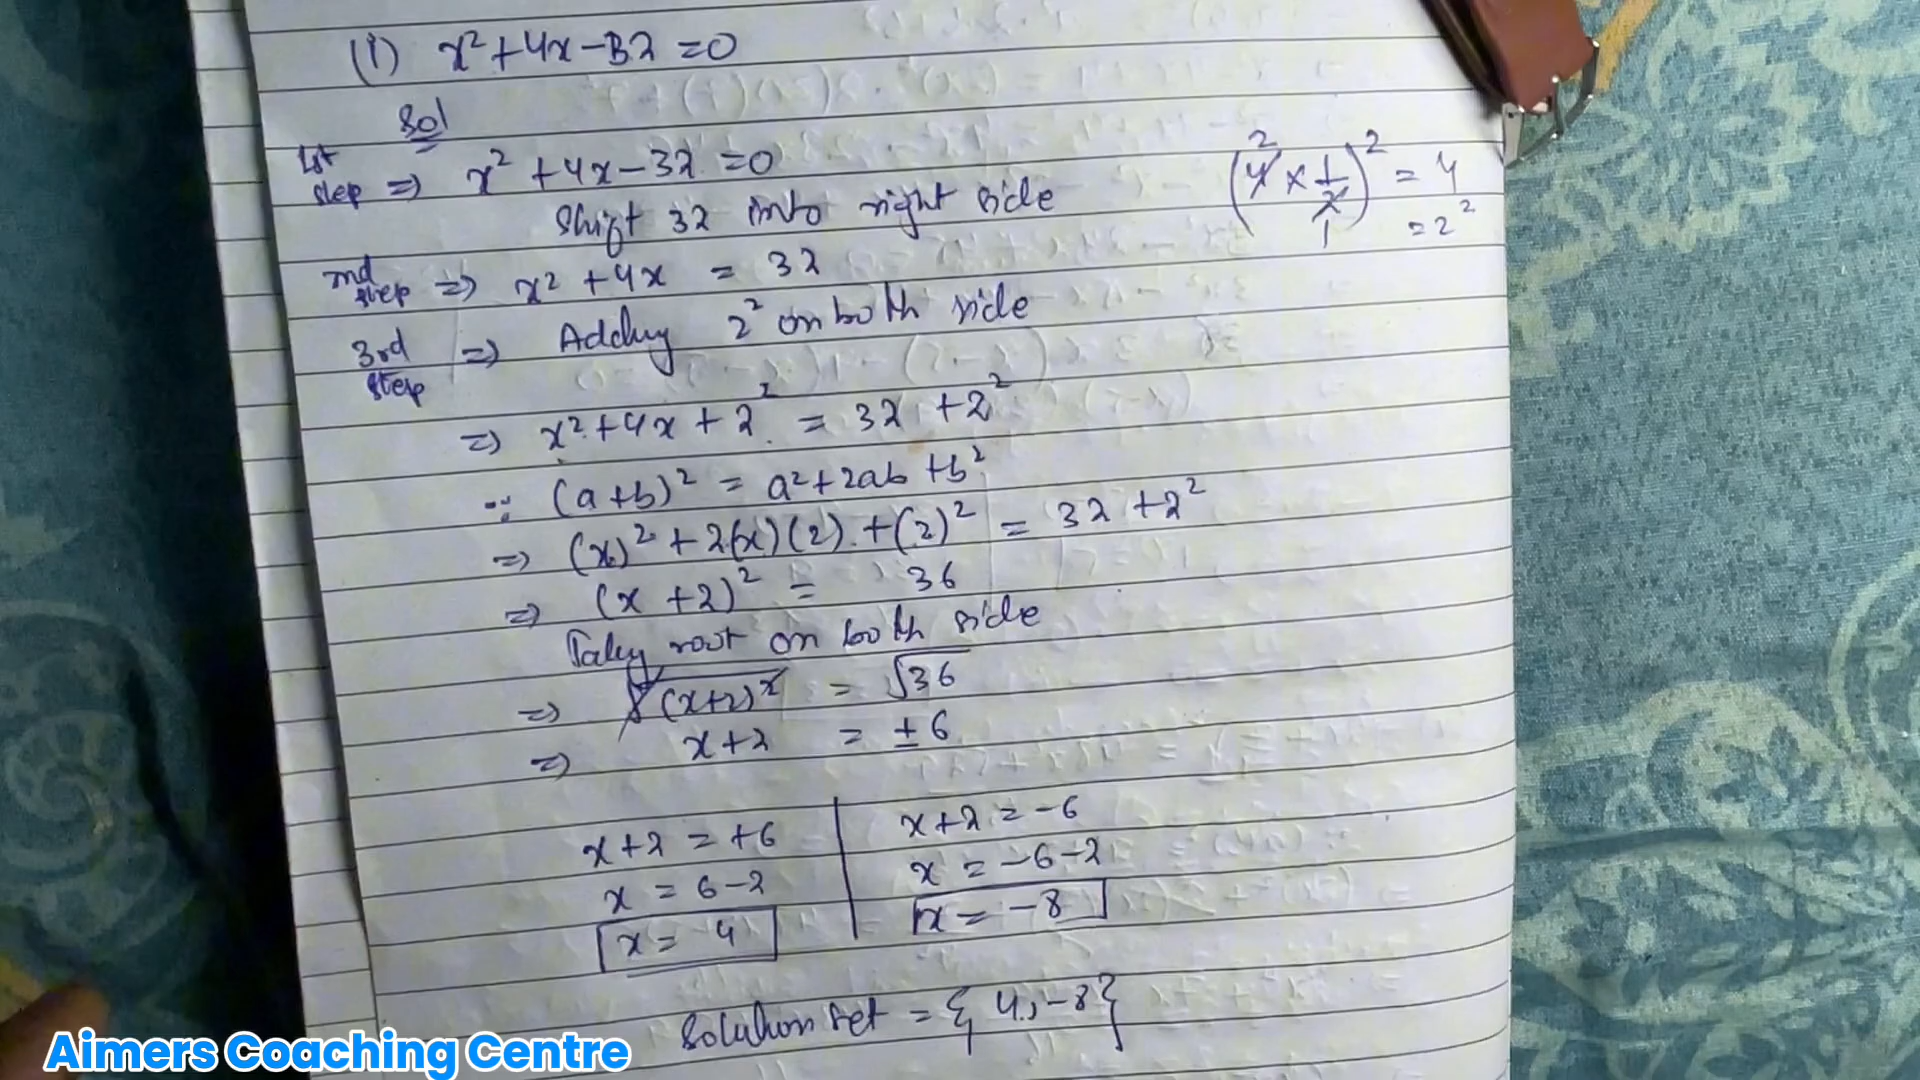 (1) x²+4x-32=0
Sol
1st step => x²+4x-32=0
Shift 32 into right side
nd step => x²+4x = 32
3rd step => Adding 2² on both side
=> x²+4x+2² = 32+2²
∵ (a+b)² = a²+2ab+b²
=> (x)²+2(x)(2)+(2)² = 32+2²
=> (x+2)² = 36
Taking root on both side
=> √(x+2)² = √36
=> x+2 = ±6
x+2 = +6
x = 6-2
x = 4
x+2 = -6
x = -6-2
x = -8
Solution set = {4, -8}
(4 2 × 1/2 1)² = 4
= 2²
Aimers Coaching Centre